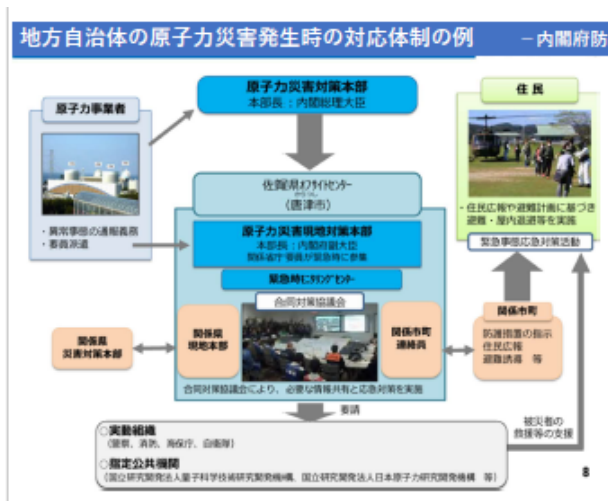 地方自治体の原子力災害発生時の対応体制の例
－内閣府防
原子力災害対策本部
本部長：内閣総理大臣
原子力事業者
・異常事態の通報義務
・要員派遣
住民
・住民広報や避難計画に基づき
避難・屋内退避等を実施
緊急事態応急対策活動
佐賀県オフサイトセンター
(唐津市)
原子力災害現地対策本部
本部長：内閣府副大臣
関係省庁要員が緊急時に参集
緊急時モニタリングセンター
合同対策協議会
関係県
災害対策本部
関係県
現地本部
関係市町
連絡員
関係市町
防護措置の指示
住民広報
避難誘導 等
合同対策協議会により、必要な情報共有と応急対策を実施
要請
被災者の
救援等の支援
○実動組織
(警察、消防、海保庁、自衛隊)
○指定公共機関
(国立研究開発法人量子科学技術研究開発機構、国立研究開発法人日本原子力研究開発機構 等)
8